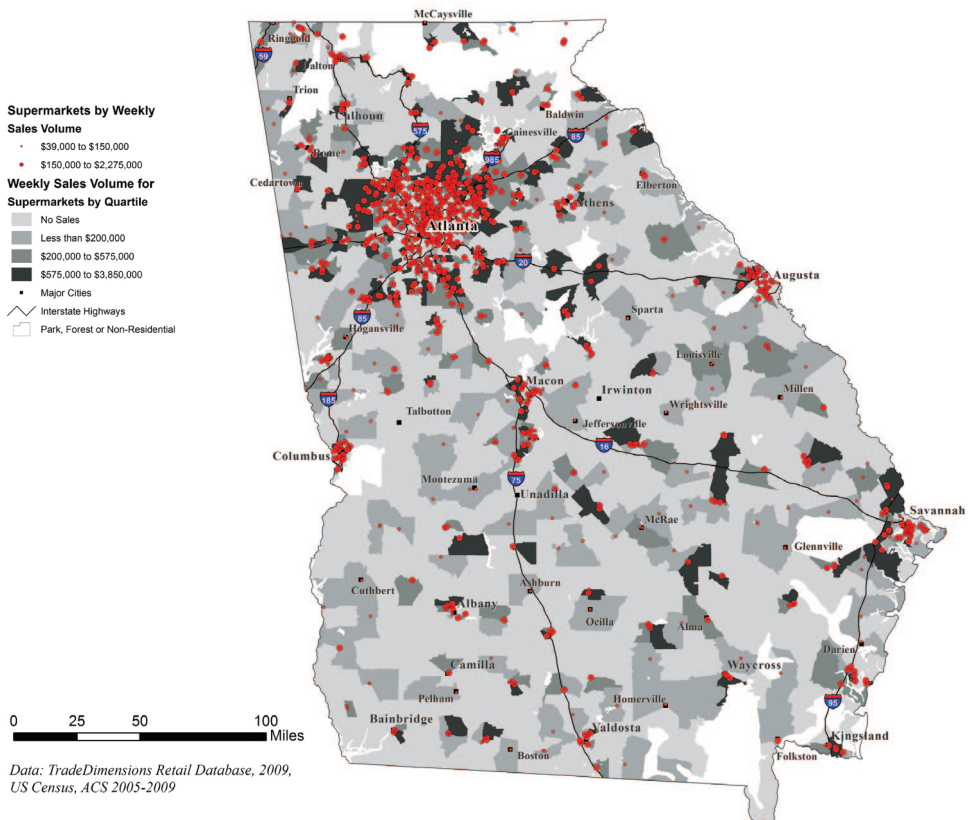 McCaysville
Ringgold
59
Dalton
Trion
Calhoun
Baldwin
575
Gainesville
85
985
Rome
Cedartown
Elberton
Athens
Atlanta
20
Augusta
85
Sparta
Hogansville
Louisville
Macon
Irwinton
Millen
185
Wrightsville
Talbotton
Jeffersonville
16
Columbus
75
Montezuma
Unadilla
Savannah
McRae
Glennville
Ashburn
Cuthbert
Albany
Ocilla
Alma
Darien
Camilla
Waycross
Pelham
Homerville
95
Bainbridge
Valdosta
Kingsland
Boston
Folkston
Supermarkets by Weekly
Sales Volume
$39,000 to $150,000
$150,000 to $2,275,000
Weekly Sales Volume for
Supermarkets by Quartile
No Sales
Less than $200,000
$200,000 to $575,000
$575,000 to $3,850,000
Major Cities
Interstate Highways
Park, Forest or Non-Residential
0 25 50 100
Miles
Data: TradeDimensions Retail Database, 2009,
US Census, ACS 2005-2009